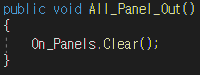 public void All_Panel_Out()
{
    On_Panels.Clear();
}